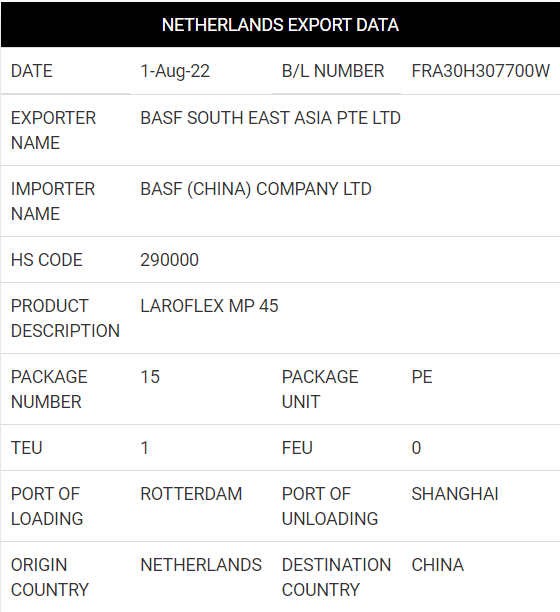 NETHERLANDS EXPORT DATA
DATE 1-Aug-22 B/L NUMBER FRA30H307700W
EXPORTER NAME BASF SOUTH EAST ASIA PTE LTD
IMPORTER NAME BASF (CHINA) COMPANY LTD
HS CODE 290000
PRODUCT DESCRIPTION LAROFLEX MP 45
PACKAGE NUMBER 15 PACKAGE UNIT PE
TEU 1 FEU 0
PORT OF LOADING ROTTERDAM PORT OF UNLOADING SHANGHAI
ORIGIN COUNTRY NETHERLANDS DESTINATION COUNTRY CHINA